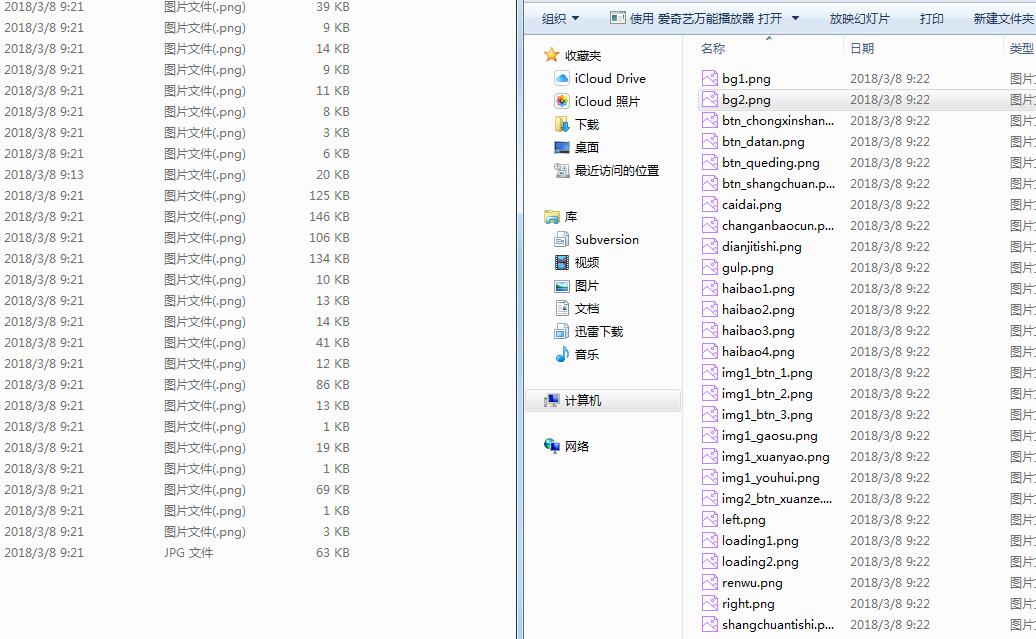 2018/3/8 9:21 图片文件(.png) 39 KB
2018/3/8 9:21 图片文件(.png) 9 KB
2018/3/8 9:21 图片文件(.png) 14 KB
2018/3/8 9:21 图片文件(.png) 9 KB
2018/3/8 9:21 图片文件(.png) 11 KB
2018/3/8 9:21 图片文件(.png) 8 KB
2018/3/8 9:21 图片文件(.png) 3 KB
2018/3/8 9:21 图片文件(.png) 6 KB
2018/3/8 9:13 图片文件(.png) 20 KB
2018/3/8 9:21 图片文件(.png) 125 KB
2018/3/8 9:21 图片文件(.png) 146 KB
2018/3/8 9:21 图片文件(.png) 106 KB
2018/3/8 9:21 图片文件(.png) 134 KB
2018/3/8 9:21 图片文件(.png) 10 KB
2018/3/8 9:21 图片文件(.png) 13 KB
2018/3/8 9:21 图片文件(.png) 14 KB
2018/3/8 9:21 图片文件(.png) 41 KB
2018/3/8 9:21 图片文件(.png) 12 KB
2018/3/8 9:21 图片文件(.png) 86 KB
2018/3/8 9:21 图片文件(.png) 13 KB
2018/3/8 9:21 图片文件(.png) 1 KB
2018/3/8 9:21 图片文件(.png) 19 KB
2018/3/8 9:21 图片文件(.png) 1 KB
2018/3/8 9:21 图片文件(.png) 69 KB
2018/3/8 9:21 图片文件(.png) 1 KB
2018/3/8 9:21 图片文件(.png) 3 KB
2018/3/8 9:21 JPG 文件 63 KB
组织 使用 爱奇艺万能播放器 打开 放映幻灯片 打印 新建文件夹
收藏夹
iCloud Drive
iCloud 照片
下载
桌面
最近访问的位置
库
Subversion
视频
图片
文档
迅雷下载
音乐
计算机
网络
名称 日期 类型
bg1.png 2018/3/8 9:22 图片
bg2.png 2018/3/8 9:22 图片
btn_chongxinshan... 2018/3/8 9:22 图片
btn_datan.png 2018/3/8 9:22 图片
btn_queding.png 2018/3/8 9:22 图片
btn_shangchuan.p... 2018/3/8 9:22 图片
caidai.png 2018/3/8 9:22 图片
changanbaocun.p... 2018/3/8 9:22 图片
dianjitishi.png 2018/3/8 9:22 图片
gulp.png 2018/3/8 9:22 图片
haibao1.png 2018/3/8 9:22 图片
haibao2.png 2018/3/8 9:22 图片
haibao3.png 2018/3/8 9:22 图片
haibao4.png 2018/3/8 9:22 图片
img1_btn_1.png 2018/3/8 9:22 图片
img1_btn_2.png 2018/3/8 9:22 图片
img1_btn_3.png 2018/3/8 9:22 图片
img1_gaosu.png 2018/3/8 9:22 图片
img1_xuanyao.png 2018/3/8 9:22 图片
img1_youhui.png 2018/3/8 9:22 图片
img2_btn_xuanze.... 2018/3/8 9:22 图片
left.png 2018/3/8 9:22 图片
loading1.png 2018/3/8 9:22 图片
loading2.png 2018/3/8 9:22 图片
renwu.png 2018/3/8 9:22 图片
right.png 2018/3/8 9:22 图片
shangchuantishi.p... 2018/3/8 9:22 图片